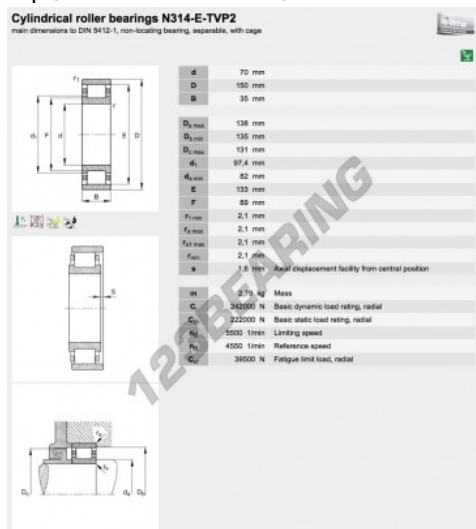 Cylindrical roller bearings N314-E-TVP2
main dimensions to DIN 5412-1, non-locating bearing, separable, with cage
d 70 mm
D 150 mm
B 35 mm
Da max 138 mm
Db min 135 mm
Dc max 131 mm
d1 97,4 mm
da min 82 mm
E 133 mm
F 89 mm
r1 min 2,1 mm
ra max 2,1 mm
ra1 max 2,1 mm
rmin 2,1 mm
s 1,6 mm Axial displacement facility from central position
m 2,79 kg Mass
Cr 242000 N Basic dynamic load rating, radial
C0r 222000 N Basic static load rating, radial
nG 5500 1/min Limiting speed
nB 4550 1/min Reference speed
Cur 39500 N Fatigue limit load, radial
r1
r
d1 F d E D
B
S
Dc da Db
123BEARING